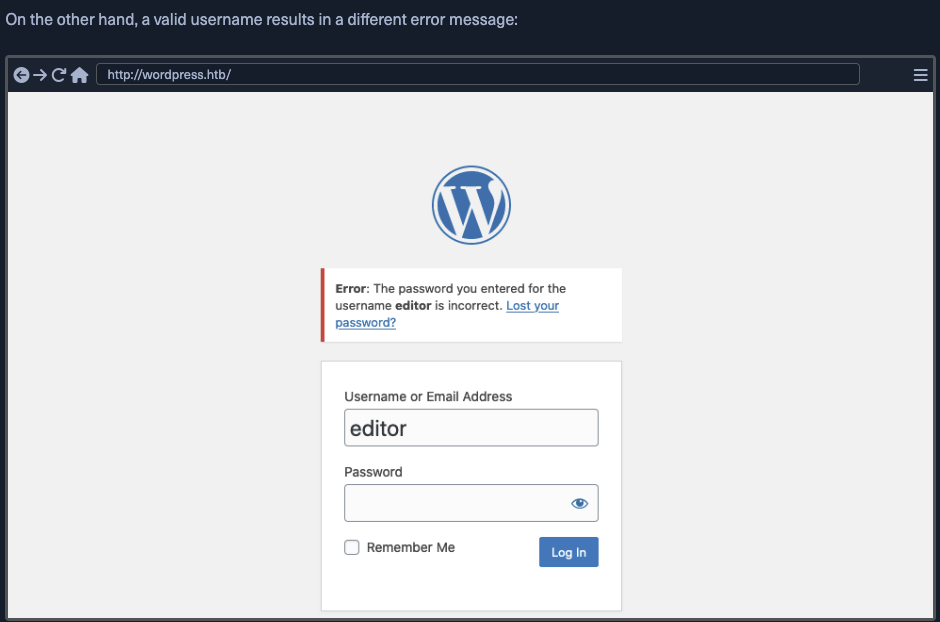 On the other hand, a valid username results in a different error message:
http://wordpress.htb/
Error: The password you entered for the
username editor is incorrect. Lost your
password?
Username or Email Address
editor
Password
Remember Me
Log In